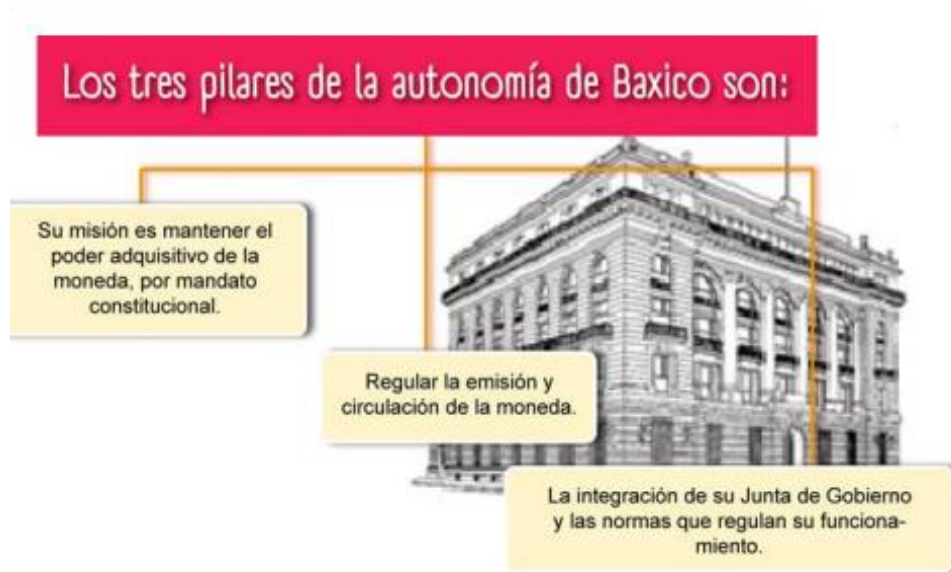 Los tres pilares de la autonomía de Baxico son:
Su misión es mantener el
poder adquisitivo de la
moneda, por mandato
constitucional.
Regular la emisión y
circulación de la moneda.
La integración de su Junta de Gobierno
y las normas que regulan su funciona-
miento.